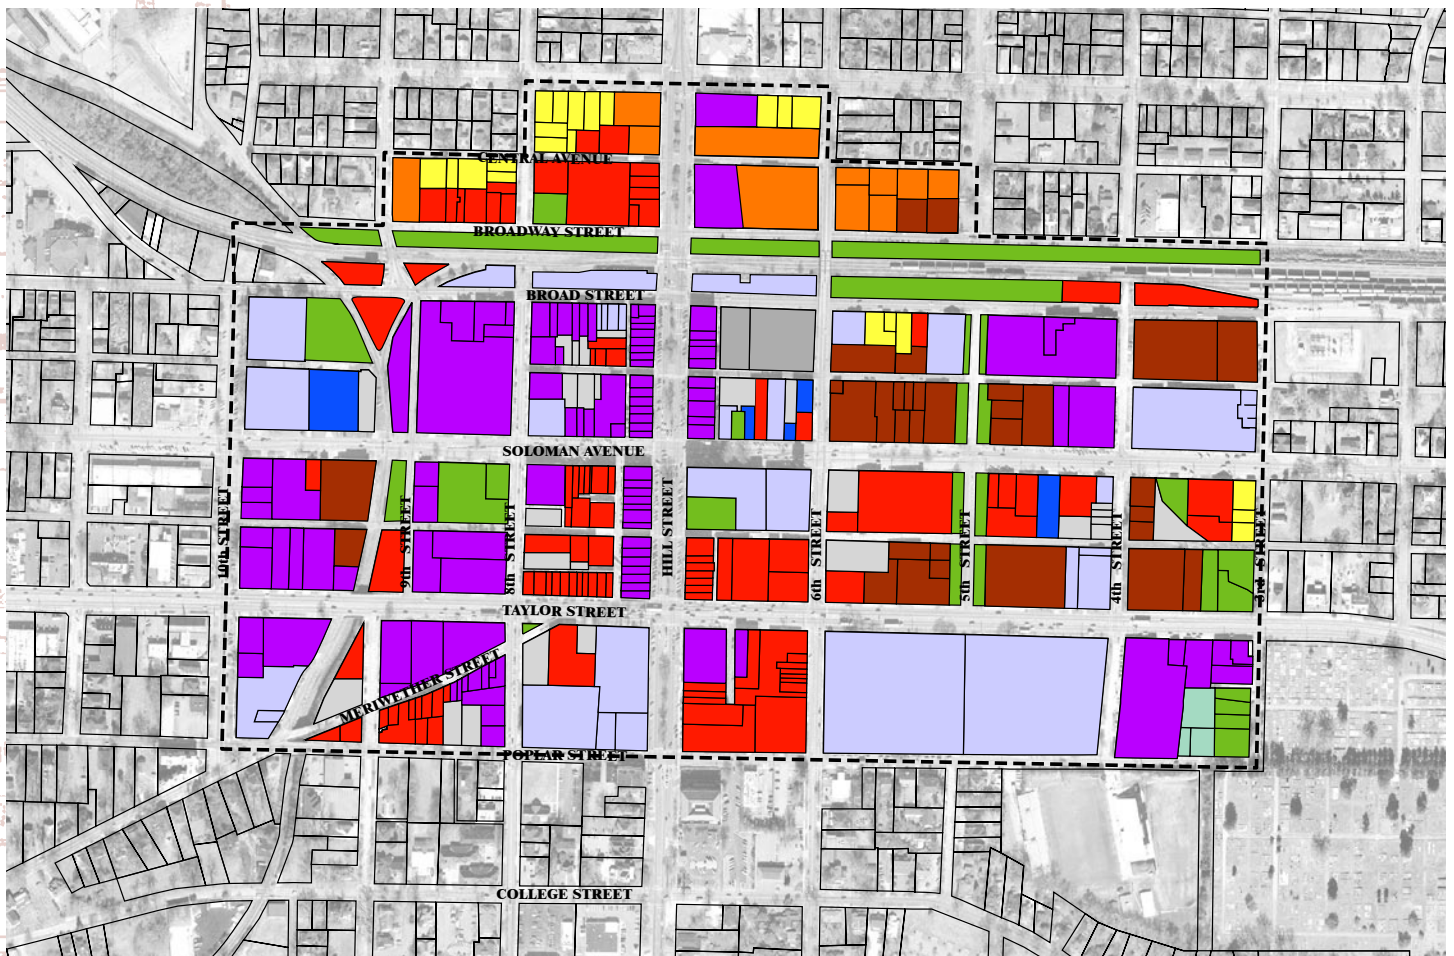 CENTRAL AVENUE
BROADWAY STREET
BROAD STREET
SOLOMAN AVENUE
10th STREET
9th STREET
8th STREET
HILL STREET
6th STREET
5th STREET
4th STREET
3rd STREET
TAYLOR STREET
MERIWETHER STREET
POPLAR STREET
COLLEGE STREET